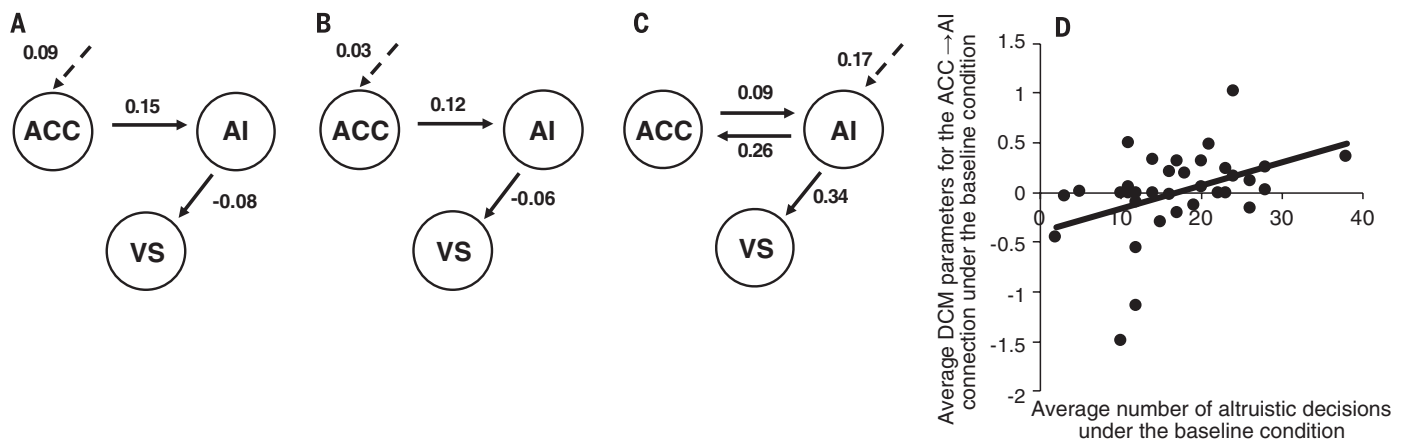 A
0.09
0.15
ACC
AI
-0.08
VS
B
0.03
0.12
ACC
AI
-0.06
VS
C
0.17
0.09
ACC
AI
0.26
0.34
VS
D
Average DCM parameters for the ACC →AI
connection under the baseline condition
1.5
1
0.5
0
-0.5
-1
-1.5
-2
0
10
20
30
40
Average number of altruistic decisions
under the baseline condition